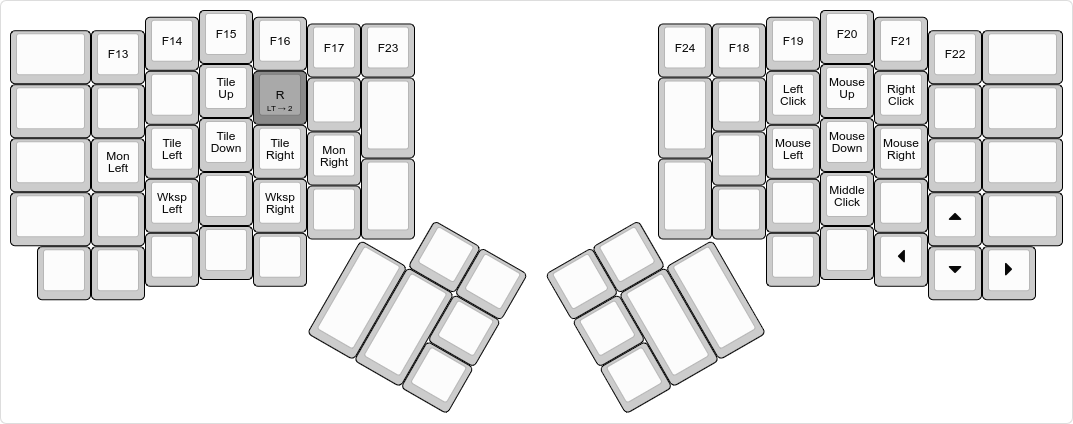 F13
F14
F15
F16
F17
F23
F24
F18
F19
F20
F21
F22
Tile
Up
R
LT → 2
Left
Click
Mouse
Up
Right
Click
Mon
Left
Tile
Left
Tile
Down
Tile
Right
Mon
Right
Mouse
Left
Mouse
Down
Mouse
Right
Wksp
Left
Wksp
Right
Middle
Click